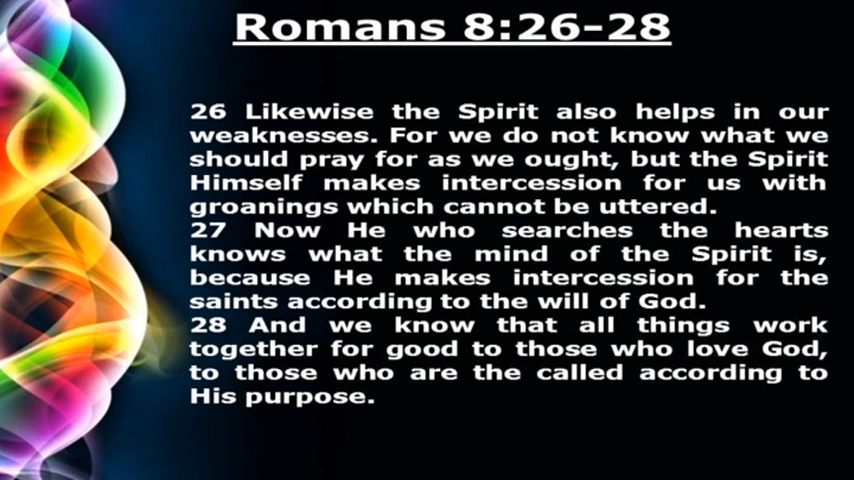 Romans 8:26-28
26 Likewise the Spirit also helps in our
weaknesses. For we do not know what we
should pray for as we ought, but the Spirit
Himself makes intercession for us with
groanings which cannot be uttered.
27 Now He who searches the hearts
knows what the mind of the Spirit is,
because He makes intercession for the
saints according to the will of God.
28 And we know that all things work
together for good to those who love God,
to those who are the called according to
His purpose.